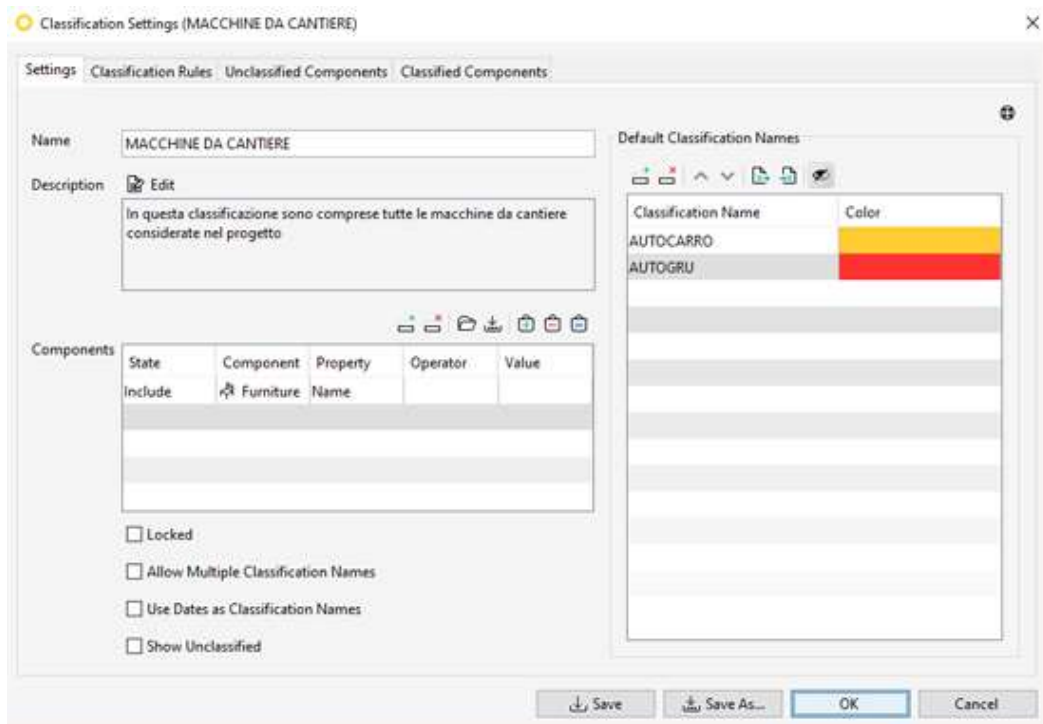 Classification Settings (MACCHINE DA CANTIERE)
Settings Classification Rules Unclassified Components Classified Components
Name
MACCHINE DA CANTIERE
Description
Edit
In questa classificazione sono comprese tutte le macchine da cantiere
considerate nel progetto
Components
State Component Property Operator Value
Include Furniture Name
Locked
Allow Multiple Classification Names
Use Dates as Classification Names
Show Unclassified
Default Classification Names
Classification Name Color
AUTOCARRO
AUTOGRU
Save Save As... OK Cancel